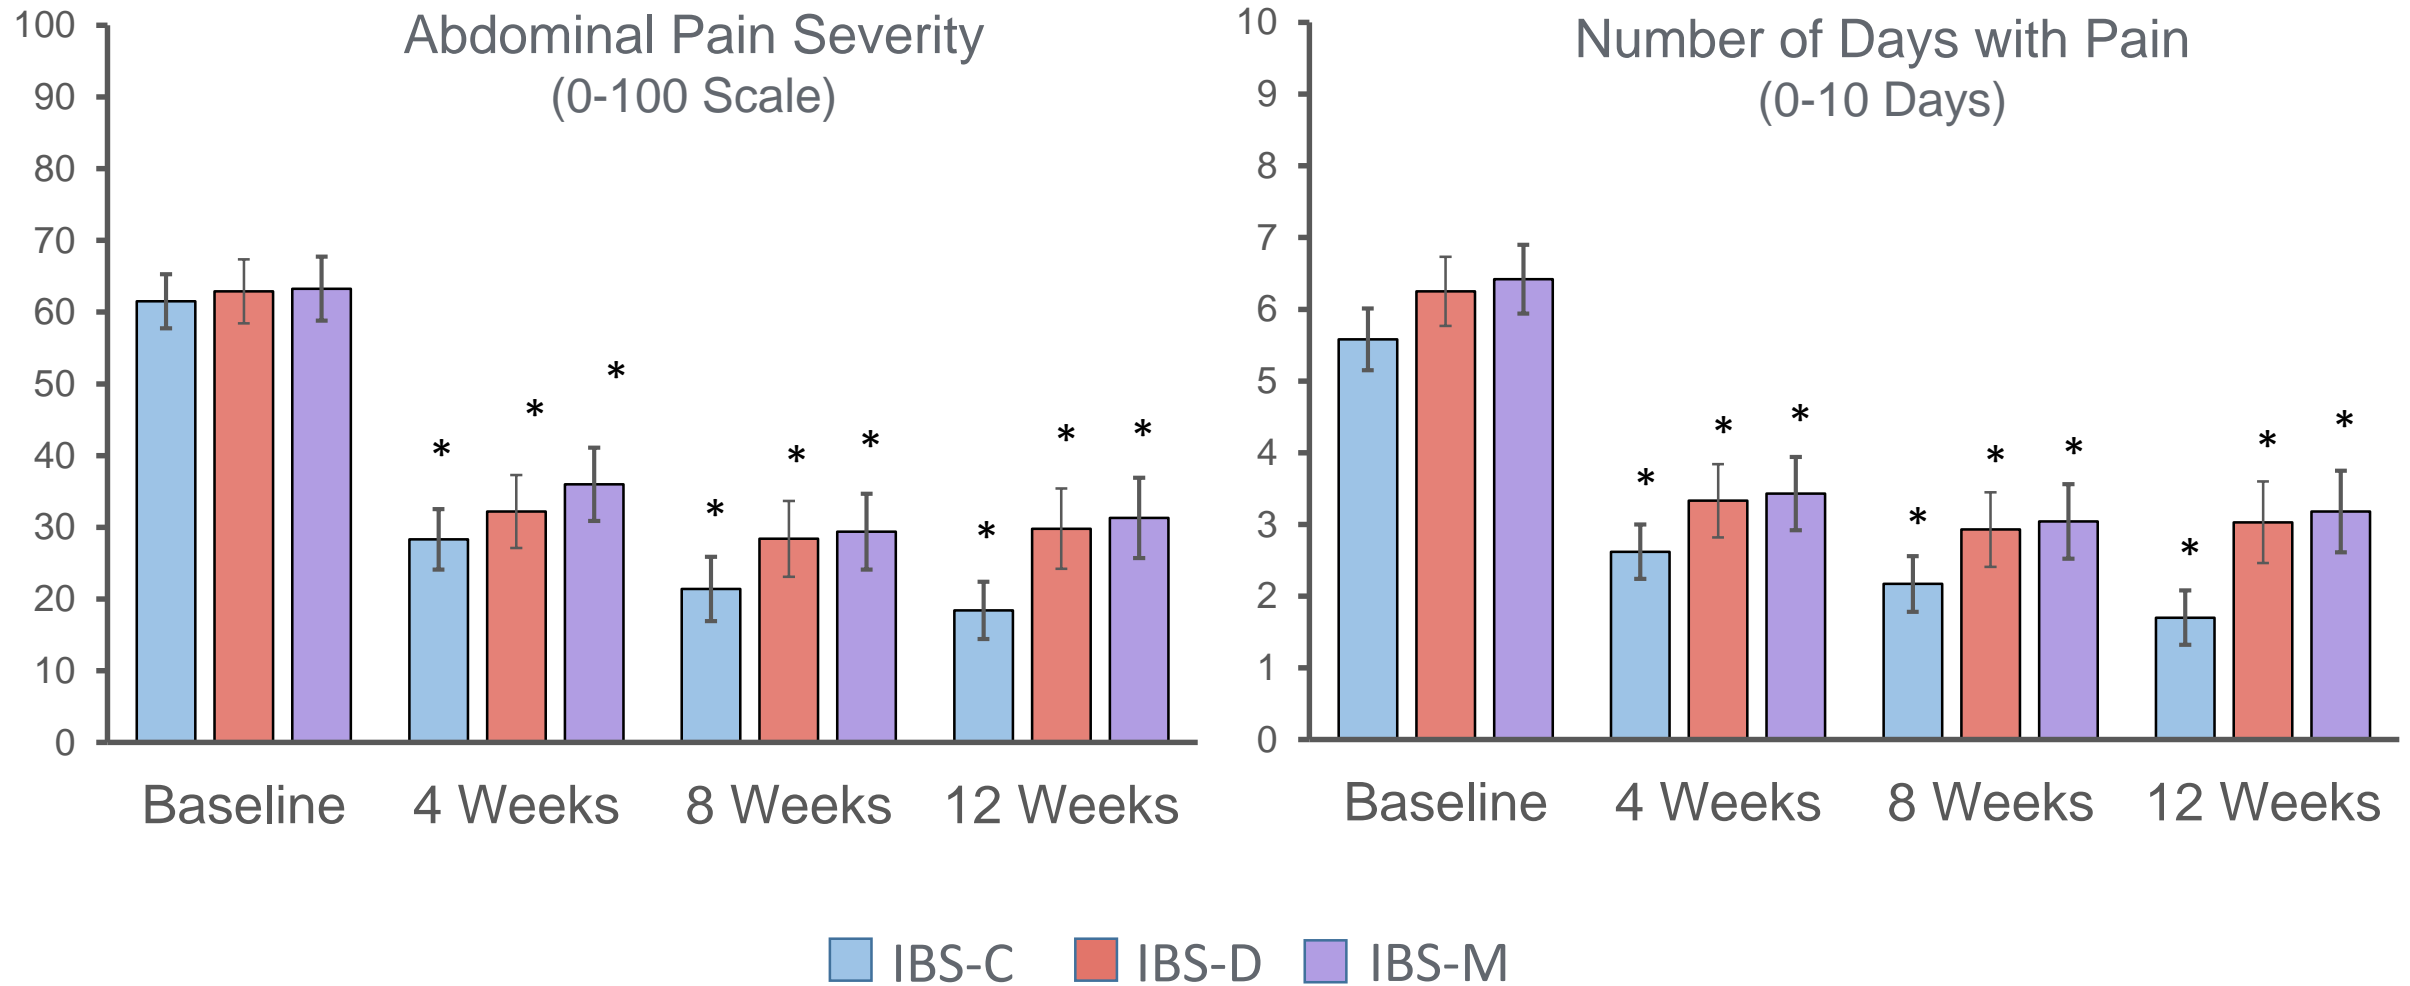 Abdominal Pain Severity
(0-100 Scale)
100
90
80
70
60
50
40
30
20
10
0
* * * * * * * * *
Baseline 4 Weeks 8 Weeks 12 Weeks
Number of Days with Pain
(0-10 Days)
10
9
8
7
6
5
4
3
2
1
0
* * * * * * * * *
Baseline 4 Weeks 8 Weeks 12 Weeks
IBS-C IBS-D IBS-M